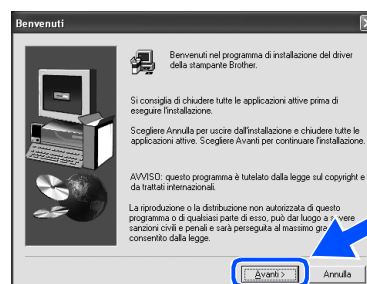 Benvenuti
Benvenuti nel programma di installazione del driver
della stampante Brother.
Si consiglia di chiudere tutte le applicazioni attive prima di
eseguire l'installazione.
Scegliere Annulla per uscire dall'installazione e chiudere tutte le
applicazioni attive. Scegliere Avanti per continuare l'installazione.
AVVISO: questo programma è tutelato dalla legge sul copyright e
da trattati internazionali.
La riproduzione o la distribuzione non autorizzata di questo
programma o di qualsiasi parte di esso, può dar luogo a severe
sanzioni civili e penali e sarà perseguita al massimo
consentito dalla legge.
Avanti >
Annulla